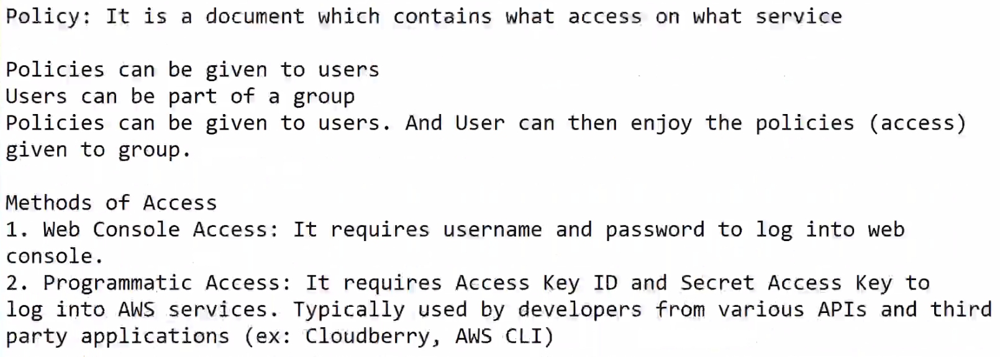 Policy: It is a document which contains what access on what service
Policies can be given to users
Users can be part of a group
Policies can be given to users. And User can then enjoy the policies (access)
given to group.
Methods of Access
1. Web Console Access: It requires username and password to log into web
console.
2. Programmatic Access: It requires Access Key ID and Secret Access Key to
log into AWS services. Typically used by developers from various APIs and third
party applications (ex: Cloudberry, AWS CLI)